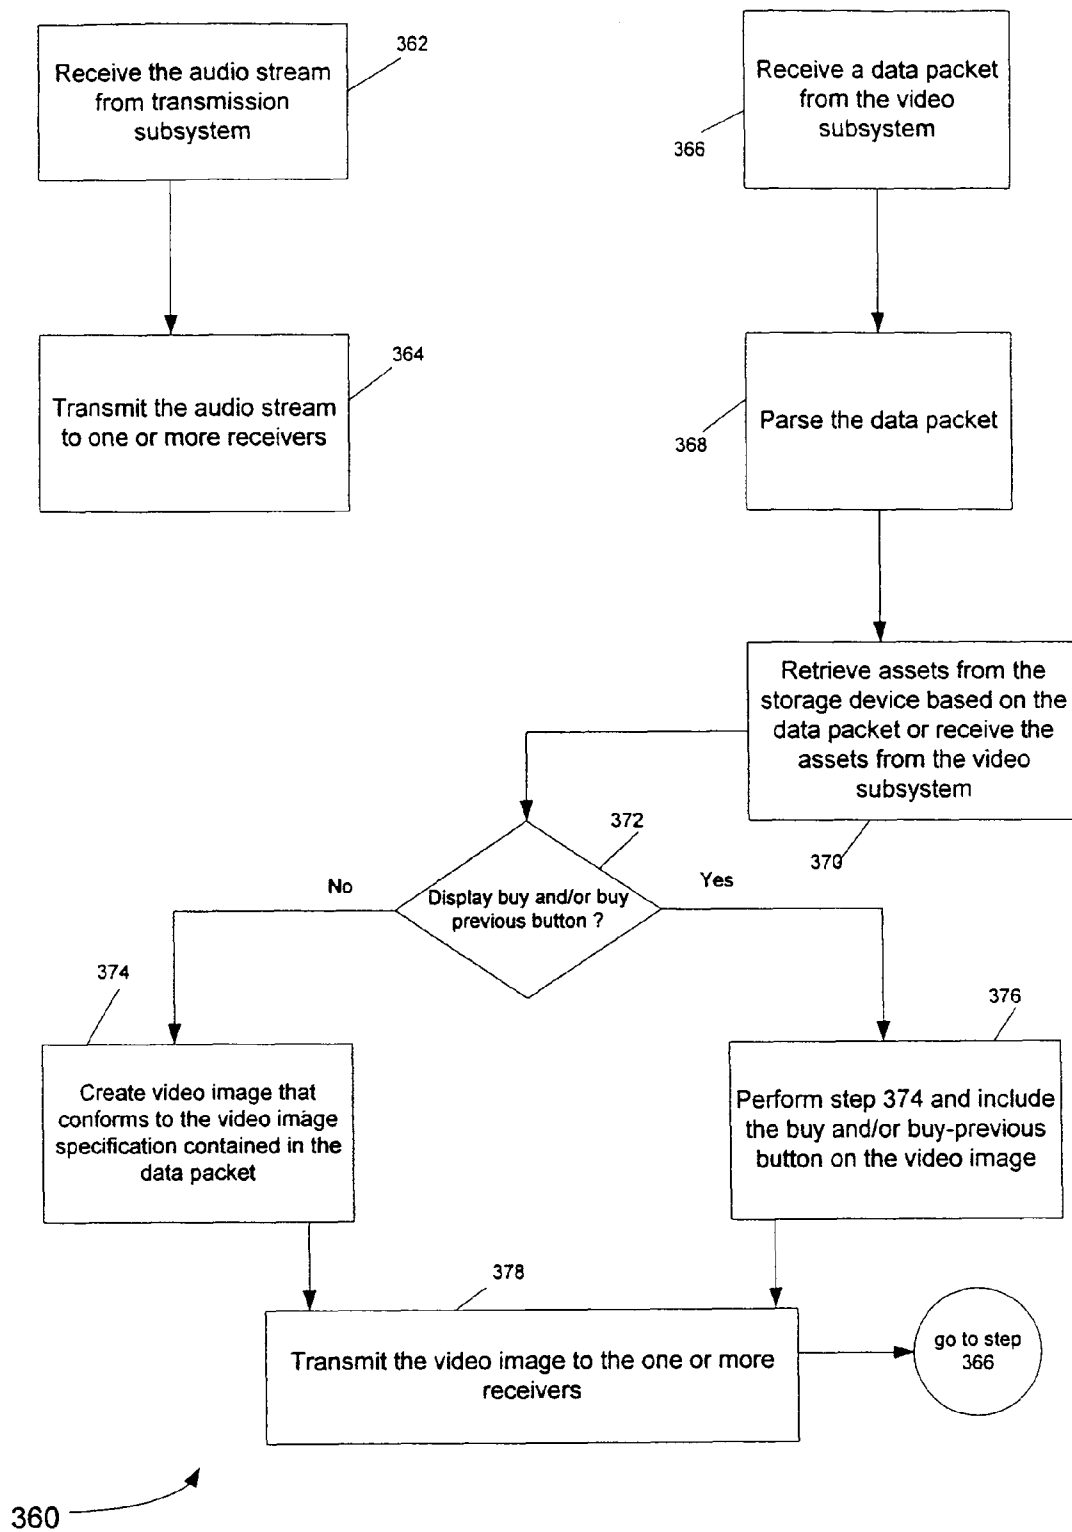 Receive the audio stream
from transmission
subsystem
362
Receive a data packet
from the video
subsystem
366
Transmit the audio stream
to one or more receivers
364
Parse the data packet
368
Retrieve assets from the
storage device based on the
data packet or receive the
assets from the video
subsystem
370
372
Display buy and/or buy
previous button ?
No
Yes
374
Create video image that
conforms to the video image
specification contained in the
data packet
376
Perform step 374 and include
the buy and/or buy-previous
button on the video image
378
Transmit the video image to the one or more
receivers
go to step
366
360